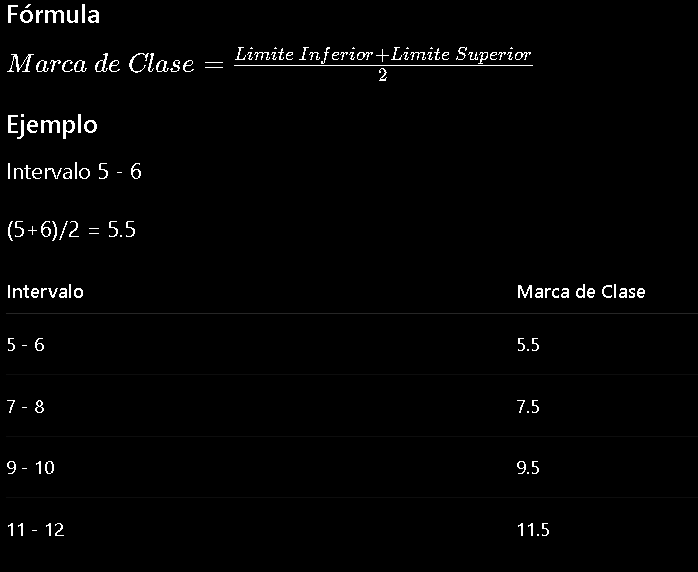 Fórmula
Marca de Clase = \frac{Limite Inferior+Limite Superior}{2}
Ejemplo
Intervalo 5 - 6
(5+6)/2 = 5.5
Intervalo Marca de Clase
5 - 6 5.5
7 - 8 7.5
9 - 10 9.5
11 - 12 11.5